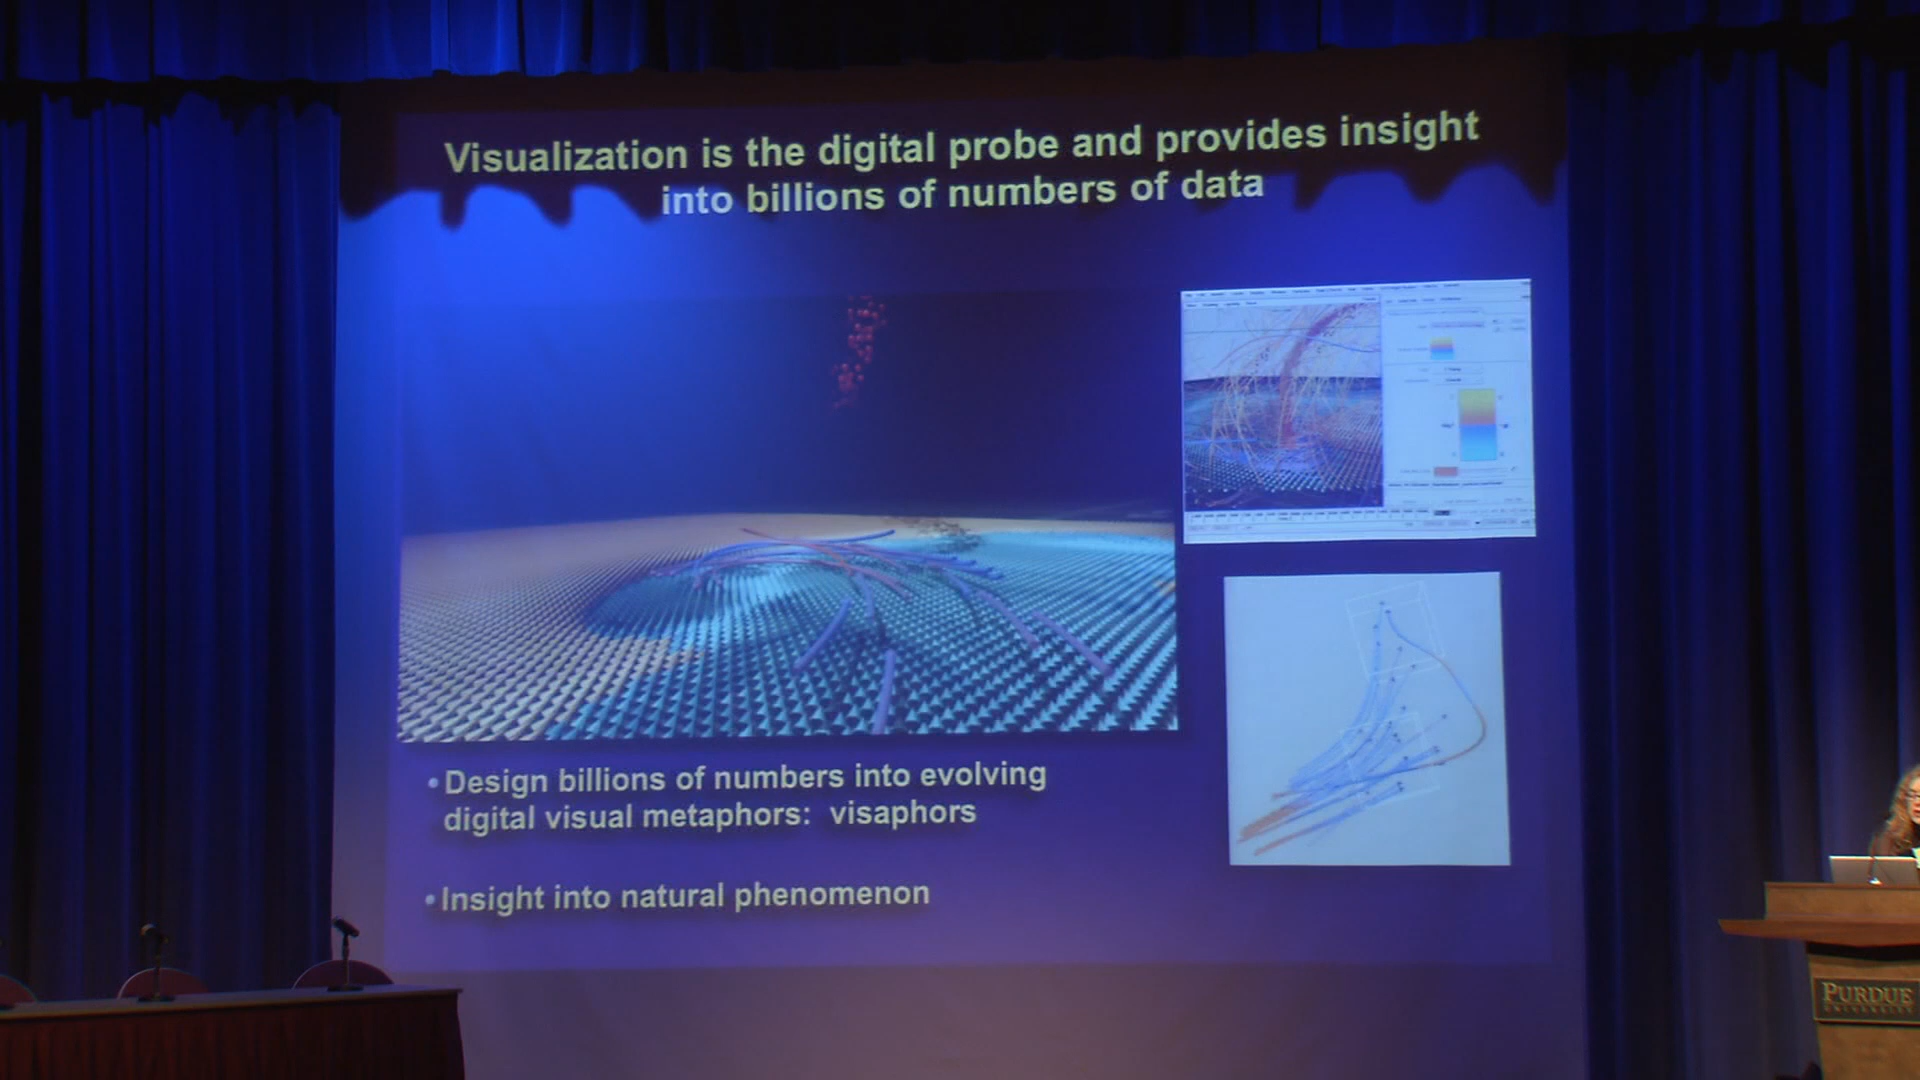 Visualization is the digital probe and provides insight
into billions of numbers of data
•Design billions of numbers into evolving
digital visual metaphors: visaphors
•Insight into natural phenomenon
PURDUE
UNIVERSITY